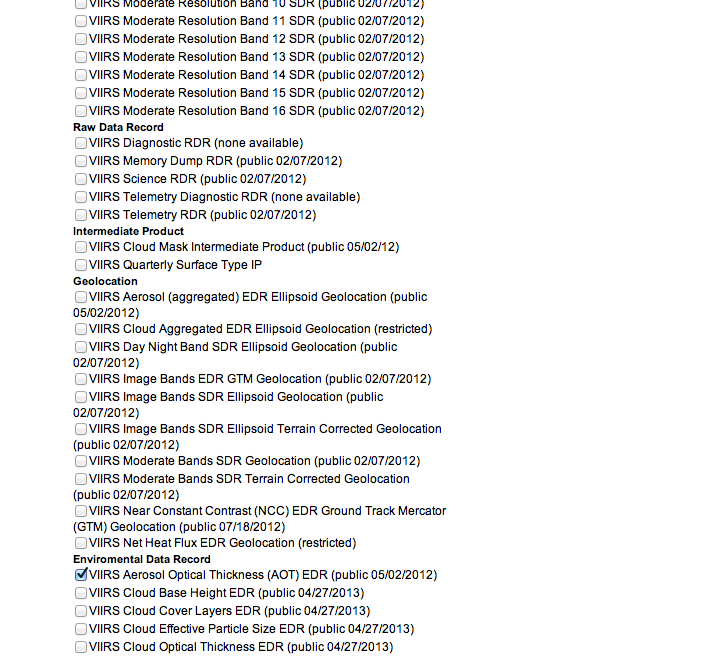 VIIRS Moderate Resolution Band 10 SDR (public 02/07/2012)
VIIRS Moderate Resolution Band 11 SDR (public 02/07/2012)
VIIRS Moderate Resolution Band 12 SDR (public 02/07/2012)
VIIRS Moderate Resolution Band 13 SDR (public 02/07/2012)
VIIRS Moderate Resolution Band 14 SDR (public 02/07/2012)
VIIRS Moderate Resolution Band 15 SDR (public 02/07/2012)
VIIRS Moderate Resolution Band 16 SDR (public 02/07/2012)
Raw Data Record
VIIRS Diagnostic RDR (none available)
VIIRS Memory Dump RDR (public 02/07/2012)
VIIRS Science RDR (public 02/07/2012)
VIIRS Telemetry Diagnostic RDR (none available)
VIIRS Telemetry RDR (public 02/07/2012)
Intermediate Product
VIIRS Cloud Mask Intermediate Product (public 05/02/12)
VIIRS Quarterly Surface Type IP
Geolocation
VIIRS Aerosol (aggregated) EDR Ellipsoid Geolocation (public
05/02/2012)
VIIRS Cloud Aggregated EDR Ellipsoid Geolocation (restricted)
VIIRS Day Night Band SDR Ellipsoid Geolocation (public
02/07/2012)
VIIRS Image Bands EDR GTM Geolocation (public 02/07/2012)
VIIRS Image Bands SDR Ellipsoid Geolocation (public
02/07/2012)
VIIRS Image Bands SDR Ellipsoid Terrain Corrected Geolocation
(public 02/07/2012)
VIIRS Moderate Bands SDR Geolocation (public 02/07/2012)
VIIRS Moderate Bands SDR Terrain Corrected Geolocation
(public 02/07/2012)
VIIRS Near Constant Contrast (NCC) EDR Ground Track Mercator
(GTM) Geolocation (public 07/18/2012)
VIIRS Net Heat Flux EDR Geolocation (restricted)
Enviromental Data Record
VIIRS Aerosol Optical Thickness (AOT) EDR (public 05/02/2012)
VIIRS Cloud Base Height EDR (public 04/27/2013)
VIIRS Cloud Cover Layers EDR (public 04/27/2013)
VIIRS Cloud Effective Particle Size EDR (public 04/27/2013)
VIIRS Cloud Optical Thickness EDR (public 04/27/2013)